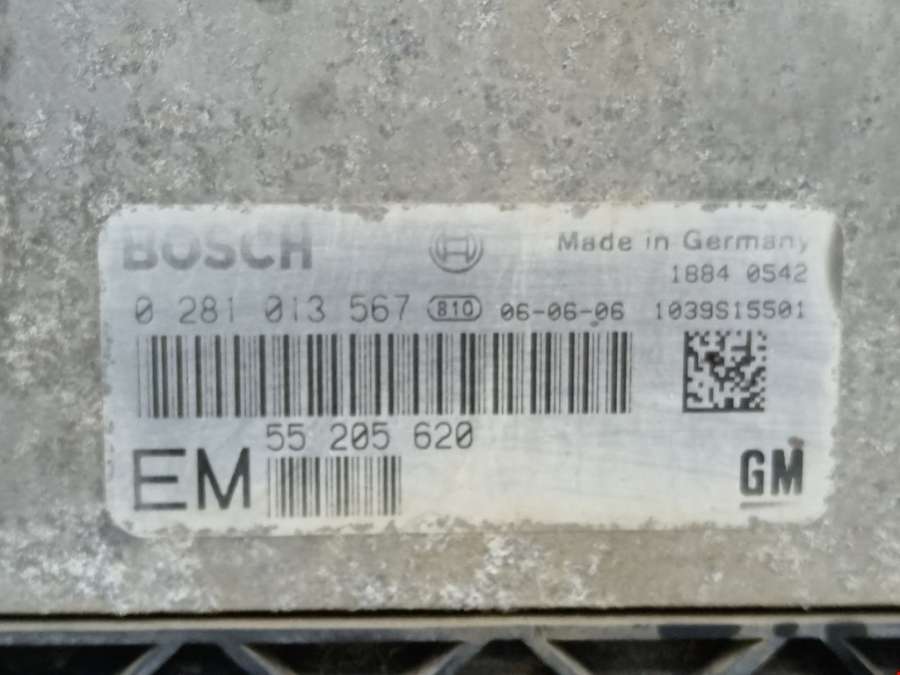 BOSCH
Made in Germany
1884 0542
0 281 013 567 810 06-06-06 1039S15501
55 205 620
EM
GM